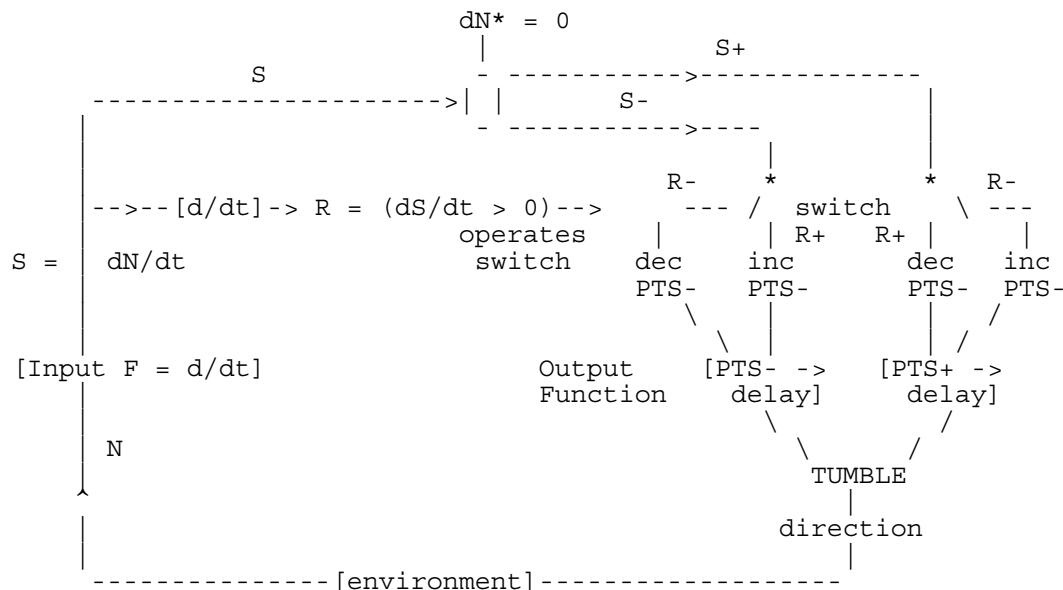 dN* = 0
S+
S
S-
R- * * R-
-->--[d/dt]-> R = (dS/dt > 0)--> --- / switch \ ---
operates | | R+ R+ | |
S = | dN/dt switch dec inc dec inc
PTS- PTS- PTS- PTS-
[Input F = d/dt] Output [PTS- -> [PTS+ ->
Function delay] delay]
N
TUMBLE
direction
---------------[environment]-------------------